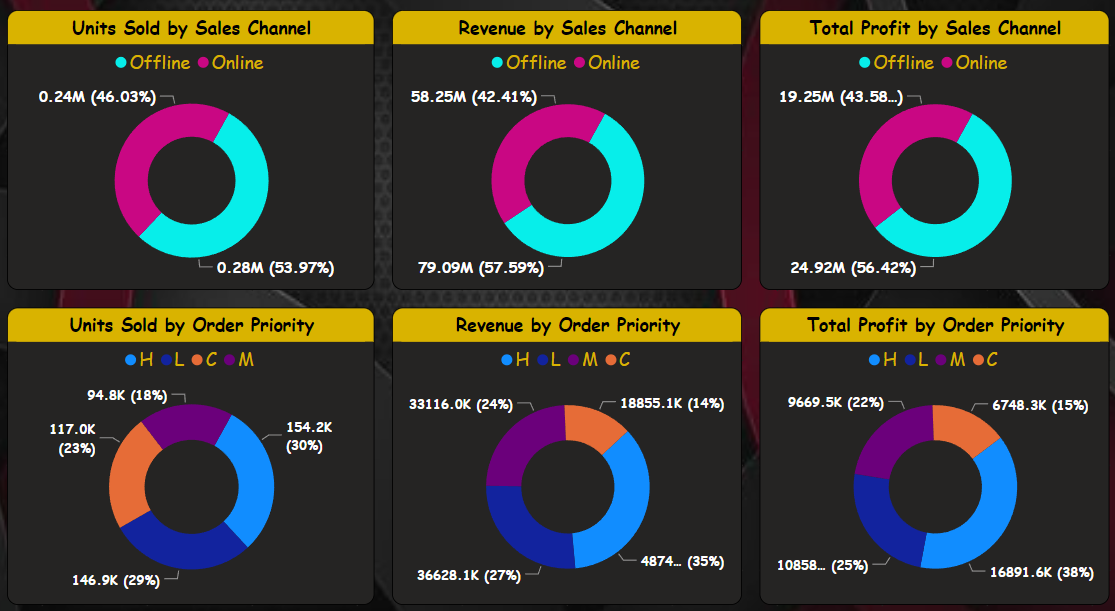 Units Sold by Sales Channel
Offline Online
0.24M (46.03%)
0.28M (53.97%)
Revenue by Sales Channel
Offline Online
58.25M (42.41%)
79.09M (57.59%)
Total Profit by Sales Channel
Offline Online
19.25M (43.58...)
24.92M (56.42%)
Units Sold by Order Priority
H L C M
94.8K (18%)
117.0K
(23%)
154.2K
(30%)
146.9K (29%)
Revenue by Order Priority
H L M C
33116.0K (24%)
18855.1K (14%)
4874... (35%)
36628.1K (27%)
Total Profit by Order Priority
H L M C
9669.5K (22%)
6748.3K (15%)
10858... (25%)
16891.6K (38%)